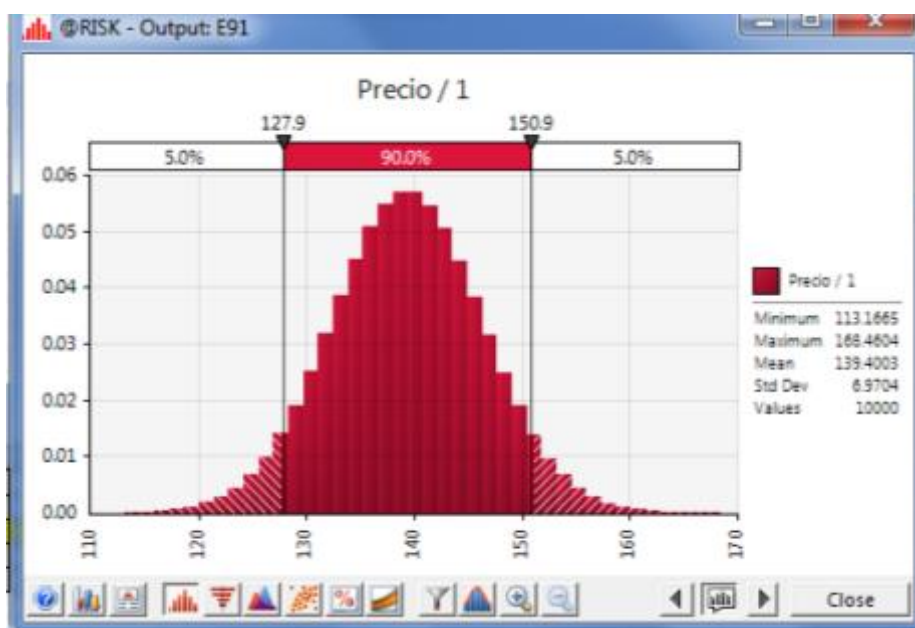 @RISK - Output: E91
Precio / 1
127.9 150.9
5.0% 90.0% 5.0%
0.06
0.05
0.04
0.03
0.02
0.01
0.00
110 120 130 140 150 160 170
Precio / 1
Minimum 113.1665
Maximum 168.4604
Mean 139.4003
Std Dev 6.9704
Values 10000
Close